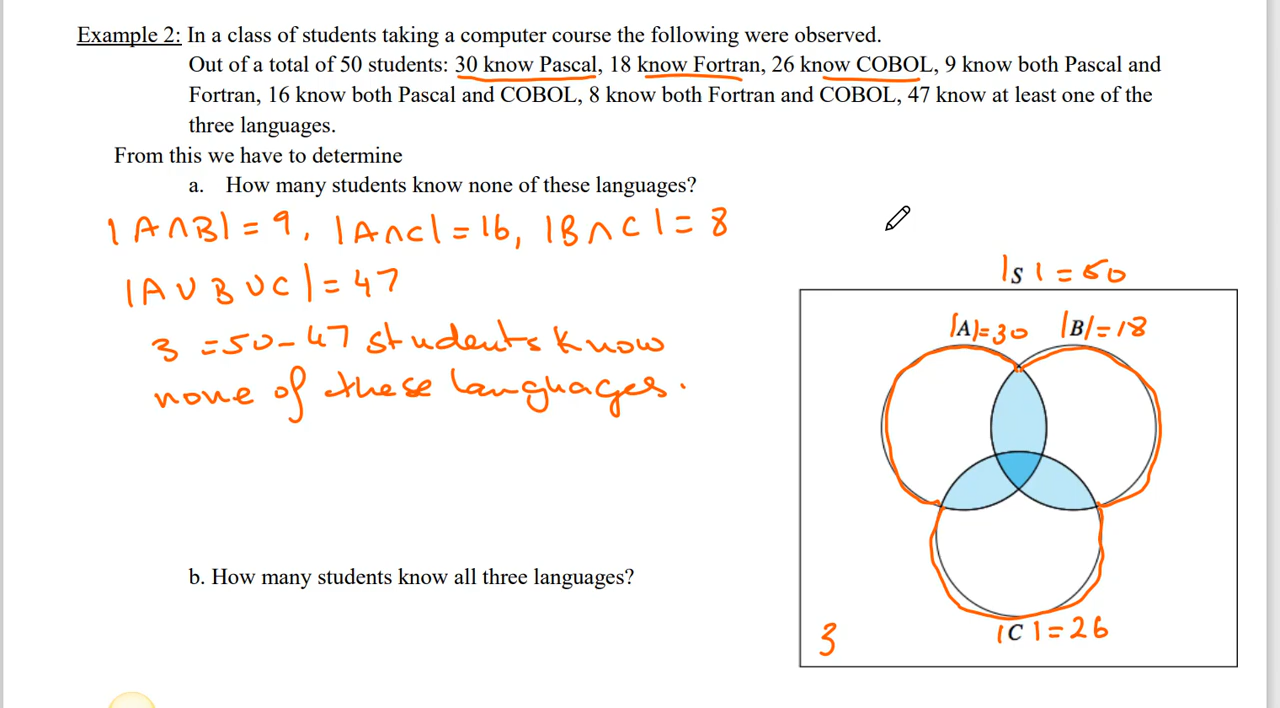 Example 2: In a class of students taking a computer course the following were observed.
Out of a total of 50 students: 30 know Pascal, 18 know Fortran, 26 know COBOL, 9 know both Pascal and
Fortran, 16 know both Pascal and COBOL, 8 know both Fortran and COBOL, 47 know at least one of the
three languages.
From this we have to determine
a. How many students know none of these languages?
|A∩B| = 9, |A∩C| = 16, |B∩C| = 8
|A∪B∪C| = 47
3 = 50 - 47 students know
none of these languages.
b. How many students know all three languages?
|S| = 50
|A|=30 |B|=18
3
|C|=26